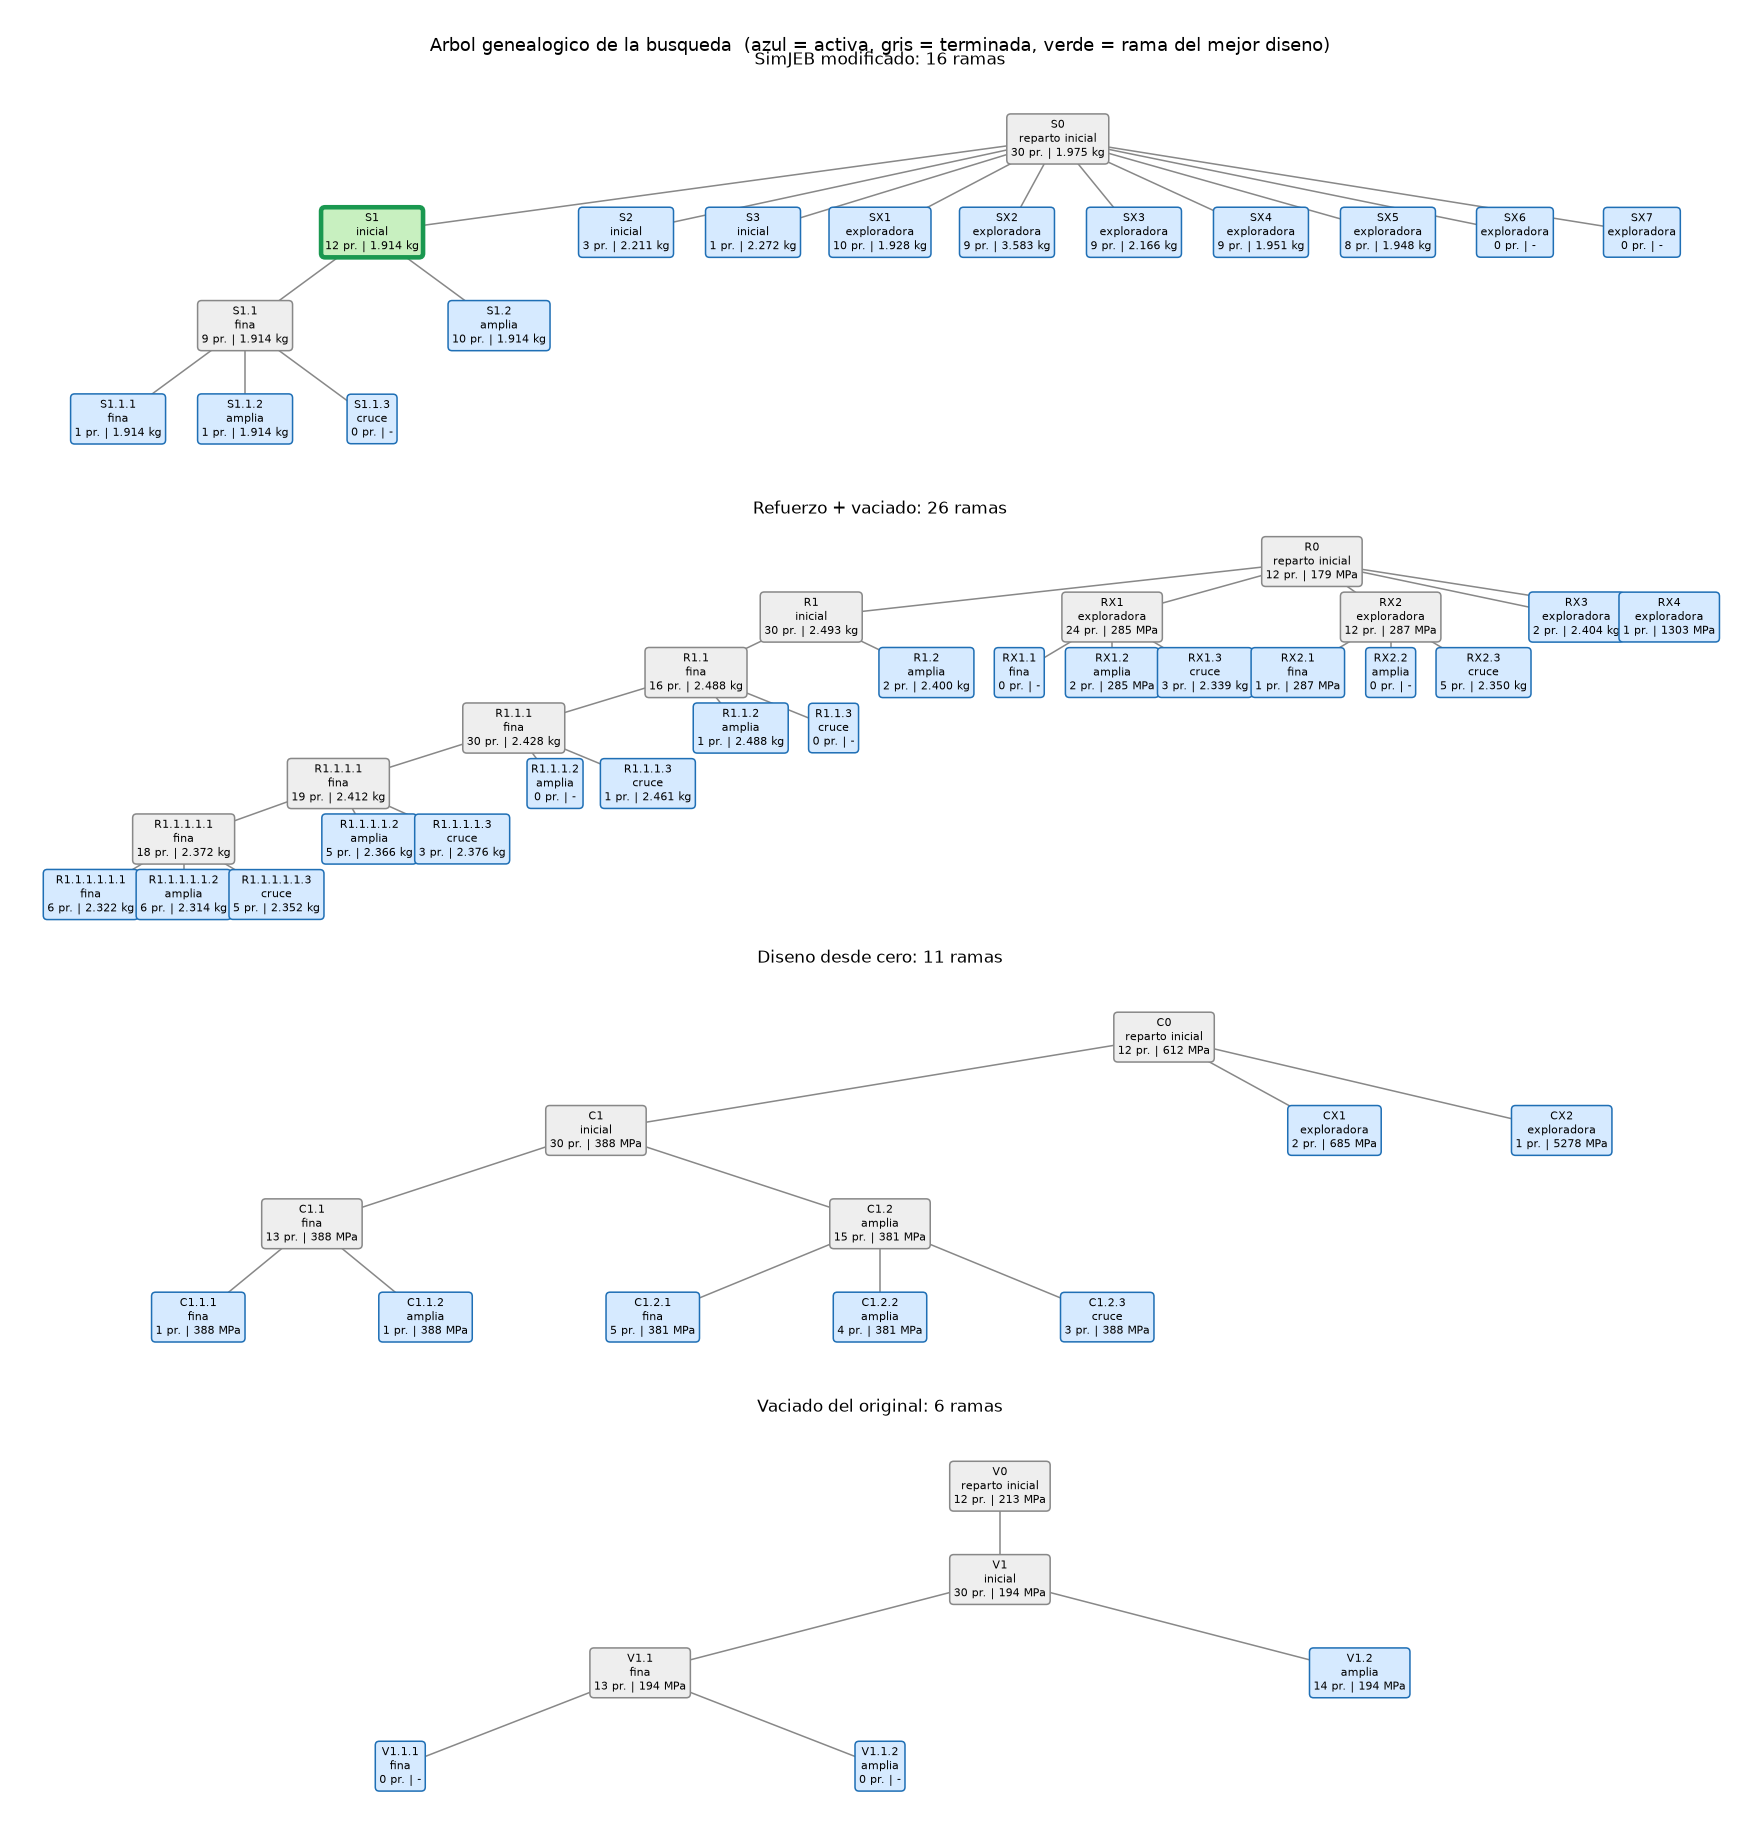 Arbol genealogico de la busqueda  (azul = activa, gris = terminada, verde = rama del mejor diseno)
SimJEB modificado: 16 ramas
S0
reparto inicial
30 pr. | 1.975 kg
S1
inicial
12 pr. | 1.914 kg
S2
inicial
3 pr. | 2.211 kg
S3
inicial
1 pr. | 2.272 kg
SX1
exploradora
10 pr. | 1.928 kg
SX2
exploradora
9 pr. | 3.583 kg
SX3
exploradora
9 pr. | 2.166 kg
SX4
exploradora
9 pr. | 1.951 kg
SX5
exploradora
8 pr. | 1.948 kg
SX6
exploradora
0 pr. | -
SX7
exploradora
0 pr. | -
S1.1
fina
9 pr. | 1.914 kg
S1.2
amplia
10 pr. | 1.914 kg
S1.1.1
fina
1 pr. | 1.914 kg
S1.1.2
amplia
1 pr. | 1.914 kg
S1.1.3
cruce
0 pr. | -
Refuerzo + vaciado: 26 ramas
R0
reparto inicial
12 pr. | 179 MPa
R1
inicial
30 pr. | 2.493 kg
RX1
exploradora
24 pr. | 285 MPa
RX2
exploradora
12 pr. | 287 MPa
RX3
exploradora
2 pr. | 2.404 kg
RX4
exploradora
1 pr. | 1303 MPa
R1.1
fina
16 pr. | 2.488 kg
R1.2
amplia
2 pr. | 2.400 kg
RX1.1
fina
0 pr. | -
RX1.2
amplia
2 pr. | 285 MPa
RX1.3
cruce
3 pr. | 2.339 kg
RX2.1
fina
1 pr. | 287 MPa
RX2.2
amplia
0 pr. | -
RX2.3
cruce
5 pr. | 2.350 kg
R1.1.1
fina
30 pr. | 2.428 kg
R1.1.2
amplia
1 pr. | 2.488 kg
R1.1.3
cruce
0 pr. | -
R1.1.1.1
fina
19 pr. | 2.412 kg
R1.1.1.2
amplia
0 pr. | -
R1.1.1.3
cruce
1 pr. | 2.461 kg
R1.1.1.1.1
fina
18 pr. | 2.372 kg
R1.1.1.1.2
amplia
5 pr. | 2.366 kg
R1.1.1.1.3
cruce
3 pr. | 2.376 kg
R1.1.1.1.1.1
fina
6 pr. | 2.322 kg
R1.1.1.1.1.2
amplia
6 pr. | 2.314 kg
R1.1.1.1.1.3
cruce
5 pr. | 2.352 kg
Diseno desde cero: 11 ramas
C0
reparto inicial
12 pr. | 612 MPa
C1
inicial
30 pr. | 388 MPa
CX1
exploradora
2 pr. | 685 MPa
CX2
exploradora
1 pr. | 5278 MPa
C1.1
fina
13 pr. | 388 MPa
C1.2
amplia
15 pr. | 381 MPa
C1.1.1
fina
1 pr. | 388 MPa
C1.1.2
amplia
1 pr. | 388 MPa
C1.2.1
fina
5 pr. | 381 MPa
C1.2.2
amplia
4 pr. | 381 MPa
C1.2.3
cruce
3 pr. | 388 MPa
Vaciado del original: 6 ramas
V0
reparto inicial
12 pr. | 213 MPa
V1
inicial
30 pr. | 194 MPa
V1.1
fina
13 pr. | 194 MPa
V1.2
amplia
14 pr. | 194 MPa
V1.1.1
fina
0 pr. | -
V1.1.2
amplia
0 pr. | -